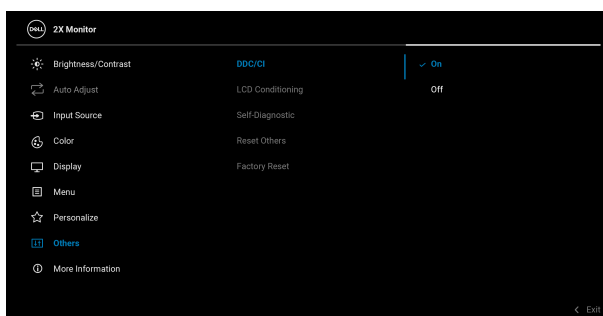 DELL 2X Monitor
Brightness/Contrast DDC/CI On
Auto Adjust LCD Conditioning Off
Input Source Self-Diagnostic
Color Reset Others
Display Factory Reset
Menu
Personalize
Others
More Information
Exit